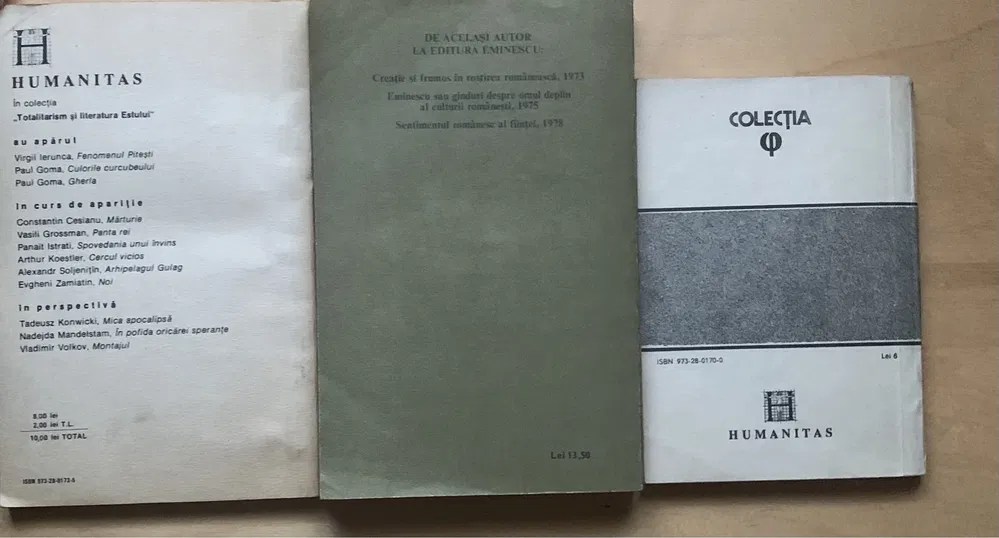 H
HUMANITAS
În colecția
„Totalitarism și literatura Estului"
au apărut
Virgil Ierunca, Fenomenul Pitești
Paul Goma, Culorile curcubeului
Paul Goma, Gherla
în curs de apariție
Constantin Cesianu, Mărturie
Vasili Grossman, Panta rei
Panait Istrati, Spovedania unui învins
Arthur Koestler, Cercul vicios
Alexandr Soljenițîn, Arhipelagul Gulag
Evgheni Zamiatin, Noi
în perspectivă
Tadeusz Konwicki, Mica apocalipsă
Nadejda Mandelstam, În pofida oricărei speranțe
Vladimir Volkov, Montajul
8,00 lei
2,00 lei T.L.
10,00 lei TOTAL
ISBN 973-28-0173-5
DE ACELAȘI AUTOR
LA EDITURA EMINESCU:
Creație și frumos în rostirea românească, 1973
Eminescu sau gînduri despre omul deplin
al culturii românești, 1975
Sentimentul românesc al ființei, 1978
Lei 13,50
COLECȚIA
φ
ISBN 973-28-0170-0
Lei 6
H
HUMANITAS